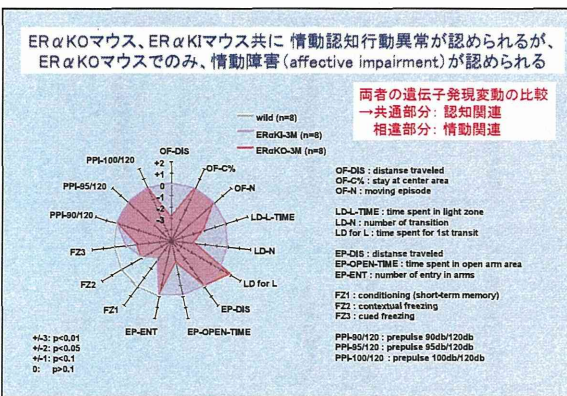 ERαKOマウス、ERαKIマウス共に 情動認知行動異常が認められるが、
ERαKOマウスでのみ、情動障害(affective impairment)が認められる
両者の遺伝子発現変動の比較
→共通部分: 認知関連
相違部分: 情動関連
wild (n=8)
ERαKI-3M (n=8)
ERαKO-3M (n=8)
OF-DIS
OF-C%
OF-N
LD-L-TIME
LD-N
LD for L
EP-DIS
EP-OPEN-TIME
EP-ENT
FZ1
FZ2
FZ3
PPI-90/120
PPI-95/120
PPI-100/120
+2
+1
0
-1
-2
-3
OF-DIS : distanse traveled
OF-C% : stay at center area
OF-N : moving episode
LD-L-TIME : time spent in light zone
LD-N : number of transition
LD for L : time spent for 1st transit
EP-DIS : distanse traveled
EP-OPEN-TIME : time spent in open arm area
EP-ENT : number of entry in arms
FZ1 : conditioning (short-term memory)
FZ2 : contextual freezing
FZ3 : cued freezing
PPI-90/120 : prepulse 90db/120db
PPI-95/120 : prepulse 95db/120db
PPI-100/120 : prepulse 100db/120db
+/-3: p<0.01
+/-2: p<0.05
+/-1: p<0.1
0: p>0.1